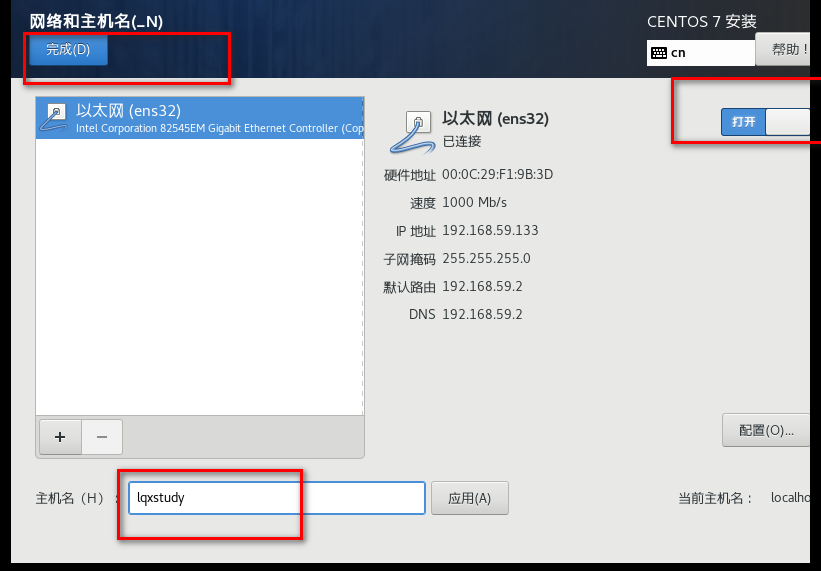 网络和主机名(_N)
CENTOS 7 安装
完成(D)
cn
帮助!
以太网 (ens32)
Intel Corporation 82545EM Gigabit Ethernet Controller (Cop
以太网 (ens32)
已连接
打开
硬件地址 00:0C:29:F1:9B:3D
速度 1000 Mb/s
IP 地址 192.168.59.133
子网掩码 255.255.255.0
默认路由 192.168.59.2
DNS 192.168.59.2
+ −
配置(O)...
主机名(H): lqxstudy 应用(A) 当前主机名: localho